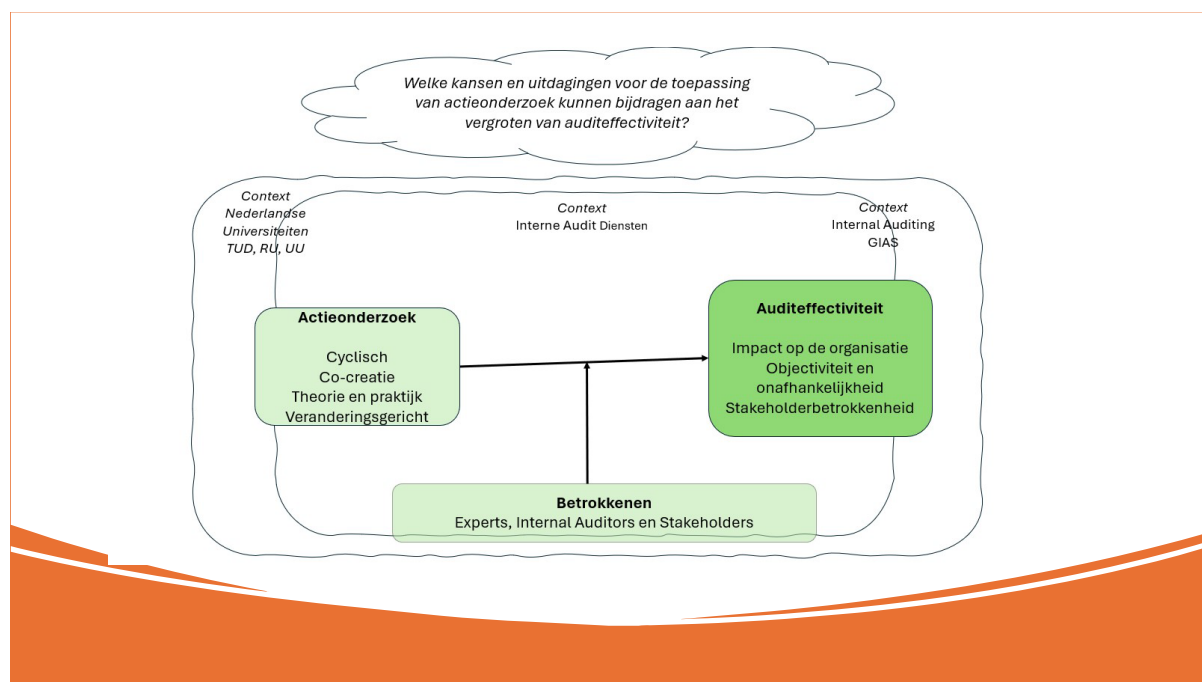 Welke kansen en uitdagingen voor de toepassing
van actieonderzoek kunnen bijdragen aan het
vergroten van auditeffectiviteit?
Context
Nederlandse
Universiteiten
TUD, RU, UU
Context
Interne Audit Diensten
Context
Internal Auditing
GIAS
Actieonderzoek
Cyclisch
Co-creatie
Theorie en praktijk
Veranderingsgericht
Auditeffectiviteit
Impact op de organisatie
Objectiviteit en
onafhankelijkheid
Stakeholderbetrokkenheid
Betrokkenen
Experts, Internal Auditors en Stakeholders